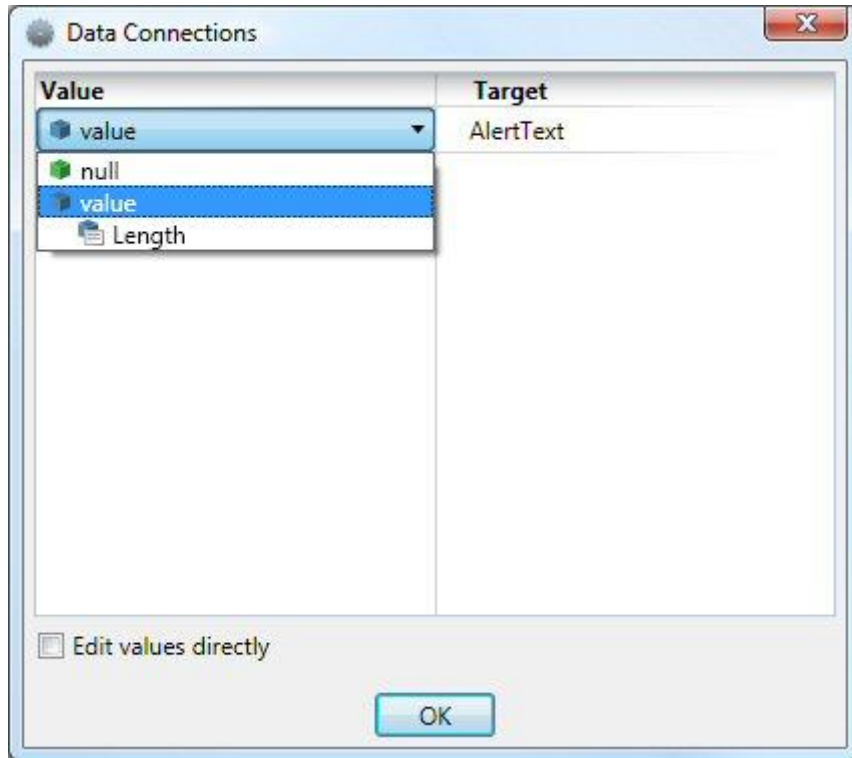 Data Connections
Value Target
value AlertText
null
value
Length
Edit values directly
OK